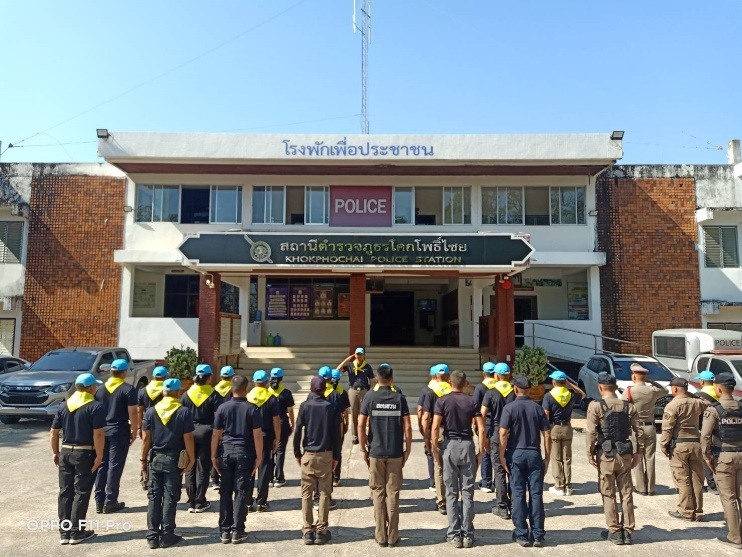 โรงพักเพื่อประชาชน
POLICE
สถานีตำรวจภูธรโคกโพธิ์ไชย
KHOKPHOCHAI POLICE STATION
POLICE
OPPO F11 Pro